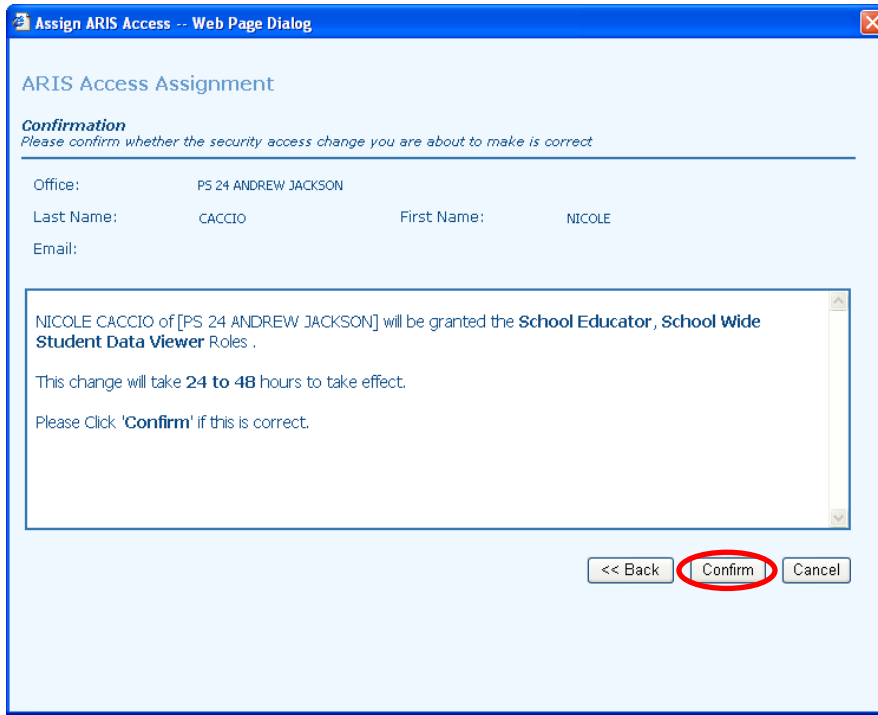 Assign ARIS Access -- Web Page Dialog
ARIS Access Assignment
Confirmation
Please confirm whether the security access change you are about to make is correct
Office: PS 24 ANDREW JACKSON
Last Name: CACCIO First Name: NICOLE
Email:
NICOLE CACCIO of [PS 24 ANDREW JACKSON] will be granted the School Educator, School Wide
Student Data Viewer Roles .
This change will take 24 to 48 hours to take effect.
Please Click 'Confirm' if this is correct.
<< Back Confirm Cancel